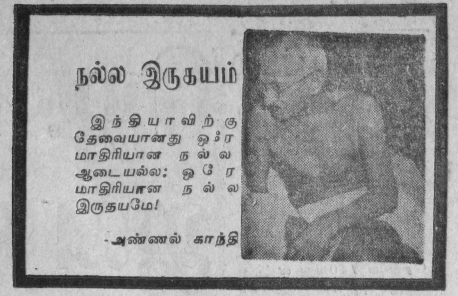 நல்ல இருதயம்
இந்தியாவிற்கு
தேவையானது ஒரே
மாதிரியான நல்ல
ஆடையல்ல; ஒரே
மாதிரியான நல்ல
இருதயமே!
-அண்ணல் காந்தி